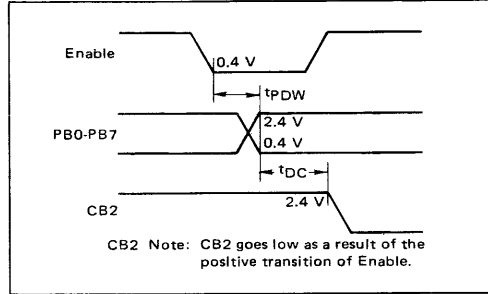 Enable
0.4 V
tPDW
PB0-PB7
2.4 V
0.4 V
tDC
CB2
2.4 V
CB2 Note: CB2 goes low as a result of the
positive transition of Enable.